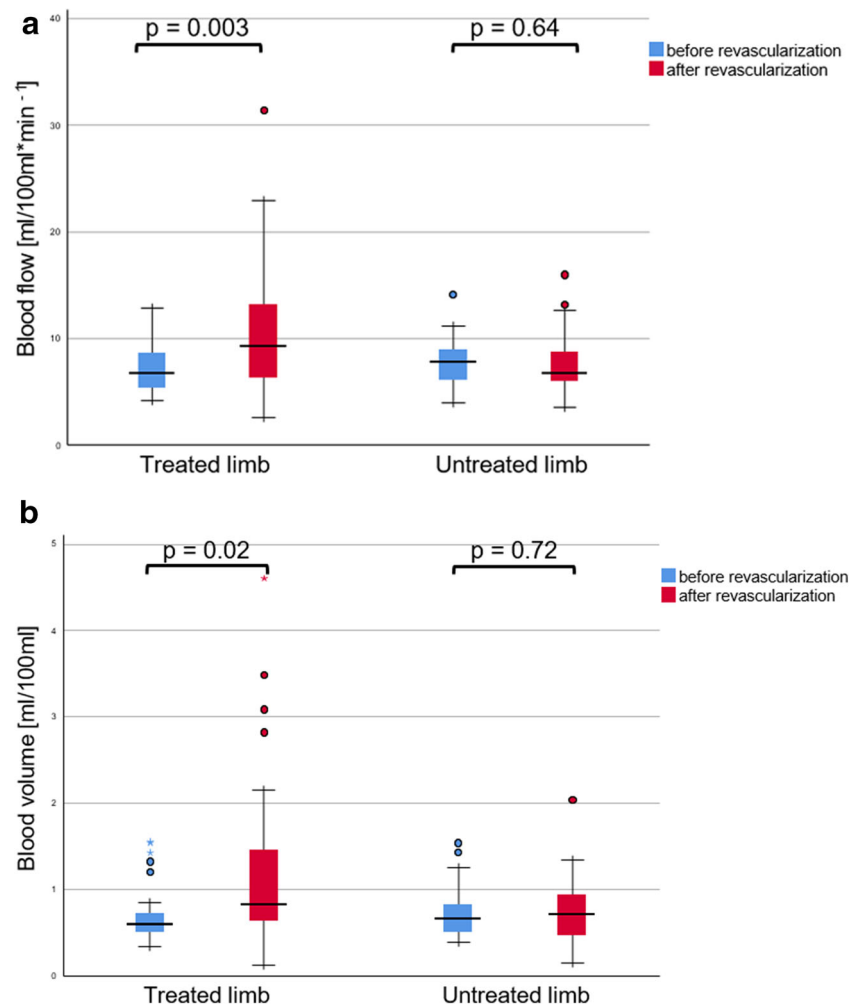 a
p = 0.003
p = 0.64
before revascularization
after revascularization
Blood flow [ml/100ml*min⁻¹]
40
30
20
10
0
Treated limb
Untreated limb
b
p = 0.02
p = 0.72
before revascularization
after revascularization
Blood volume [ml/100ml]
5
4
3
2
1
0
Treated limb
Untreated limb